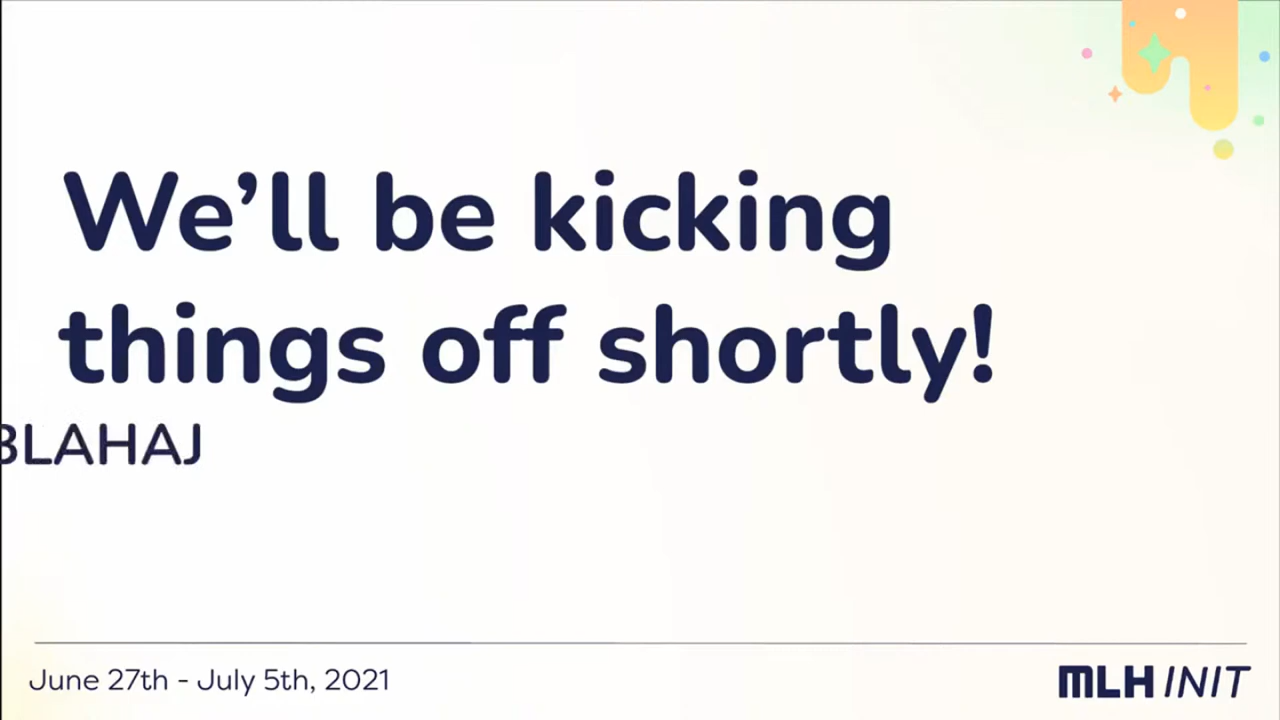 We’ll be kicking
things off shortly!
BLAHAJ
June 27th - July 5th, 2021
MLH INIT